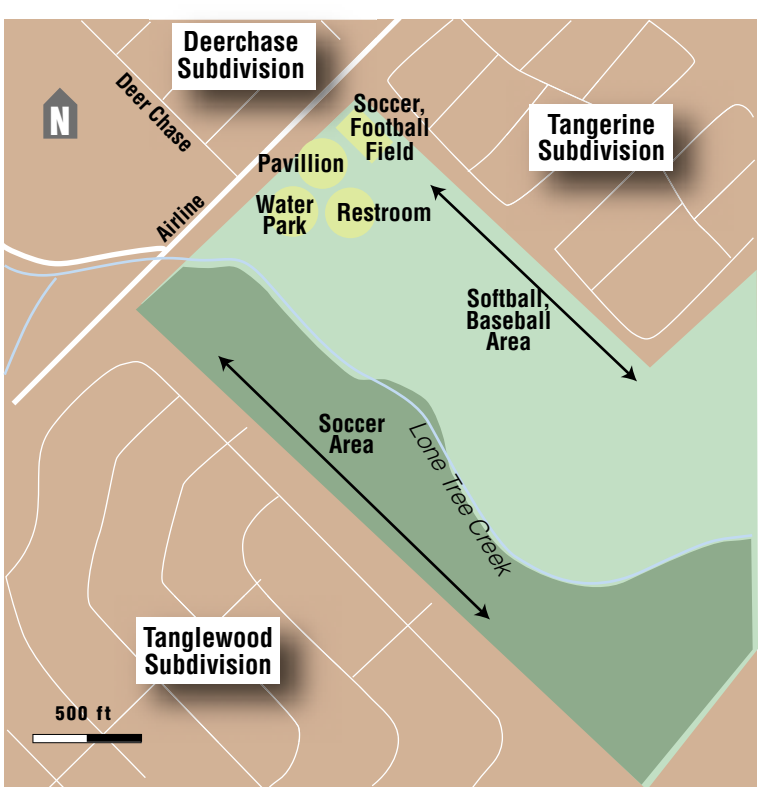 Deerchase
Subdivision
Deer Chase
N
Soccer,
Football
Field
Tangerine
Subdivision
Pavillion
Water
Park
Restroom
Airline
Softball,
Baseball
Area
Soccer
Area
Lone Tree Creek
Tanglewood
Subdivision
500 ft